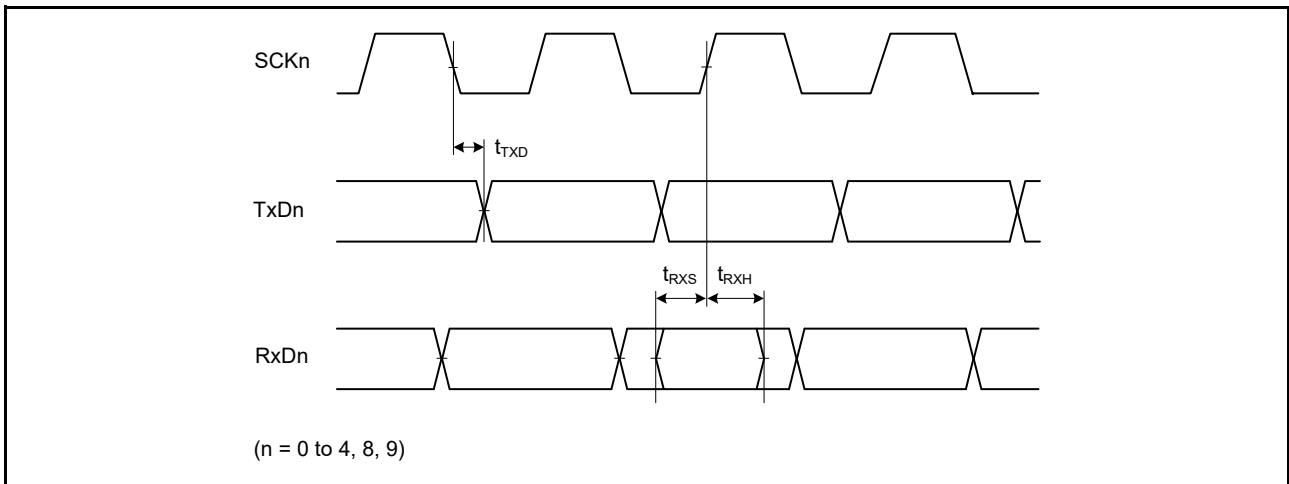 SCKn
tTXD
TxDn
tRXS tRXH
RxDn
(n = 0 to 4, 8, 9)